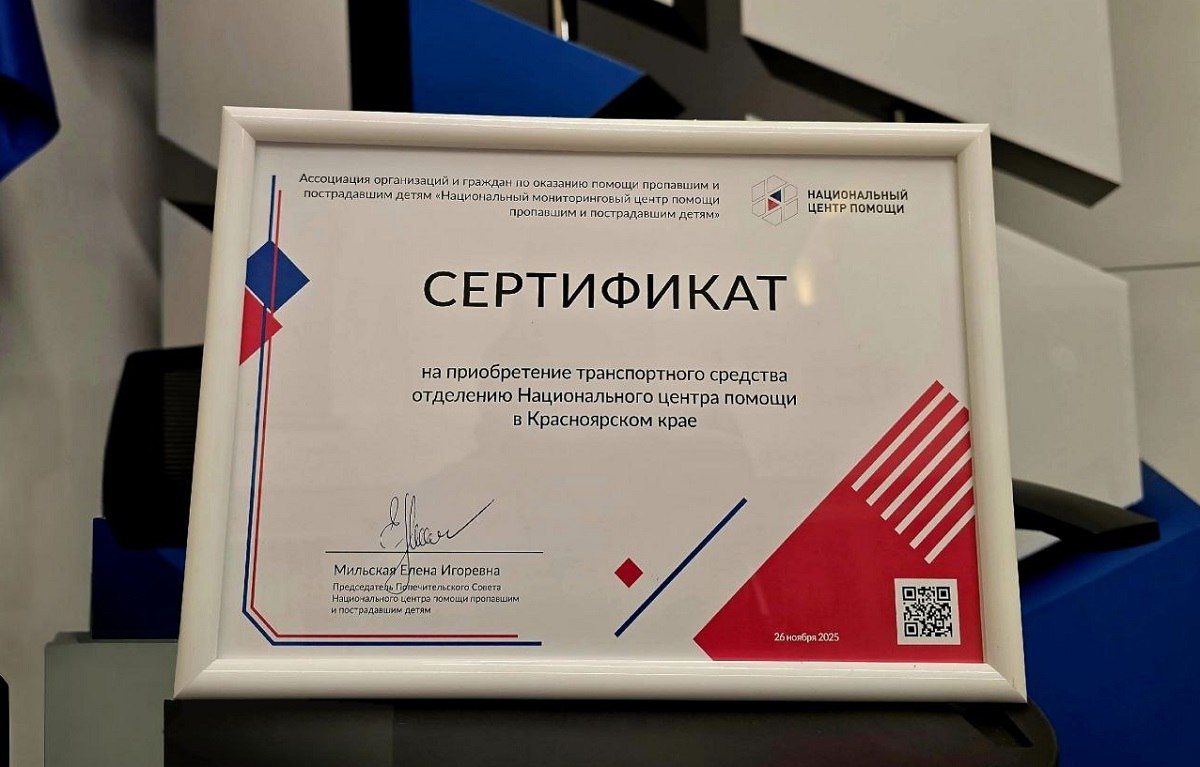 Ассоциация организаций и граждан по оказанию помощи пропавшим и
пострадавшим детям «Национальный мониторинговый центр помощи
пропавшим и пострадавшим детям»
НАЦИОНАЛЬНЫЙ
ЦЕНТР ПОМОЩИ
СЕРТИФИКАТ
на приобретение транспортного средства
отделению Национального центра помощи
в Красноярском крае
Мильская Елена Игоревна
Председатель Попечительского Совета
Национального центра помощи пропавшим
и пострадавшим детям
26 ноября 2025